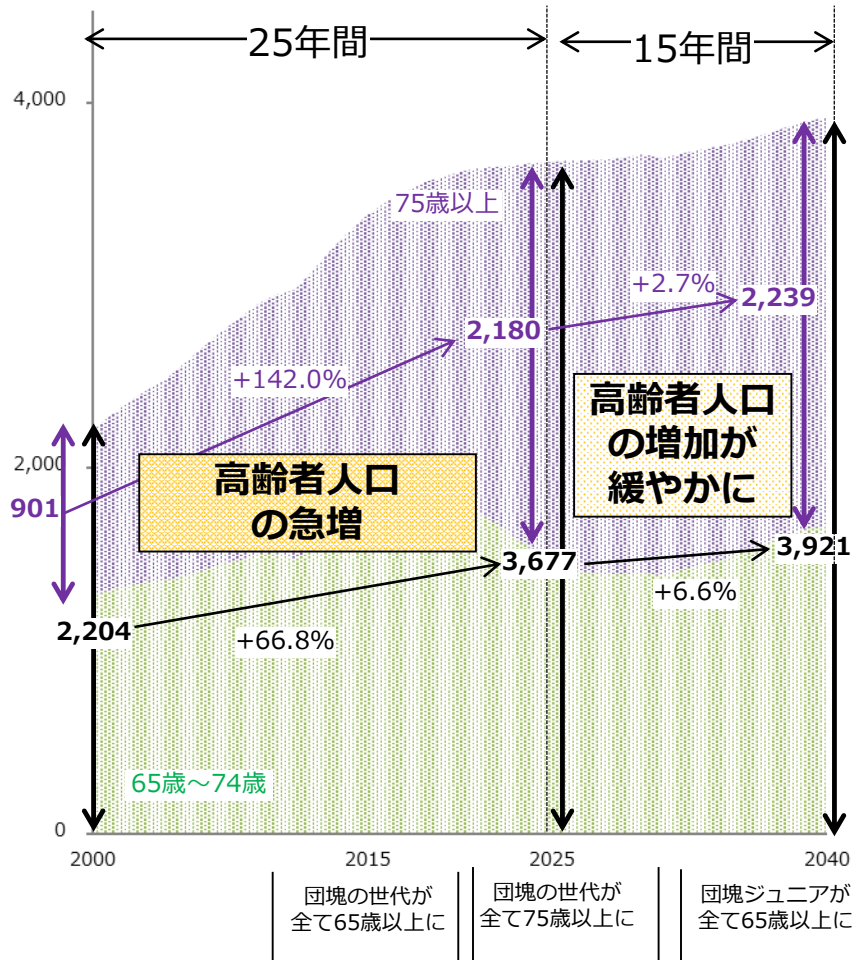 25年間
15年間
4,000
75歳以上
+2.7%
2,239
2,180
+142.0%
高齢者人口
の増加が
緩やかに
2,000
高齢者人口
の急増
901
3,677
3,921
+6.6%
2,204
+66.8%
65歳～74歳
0
2000
2015
2025
2040
団塊の世代が
全て65歳以上に
団塊の世代が
全て75歳以上に
団塊ジュニアが
全て65歳以上に